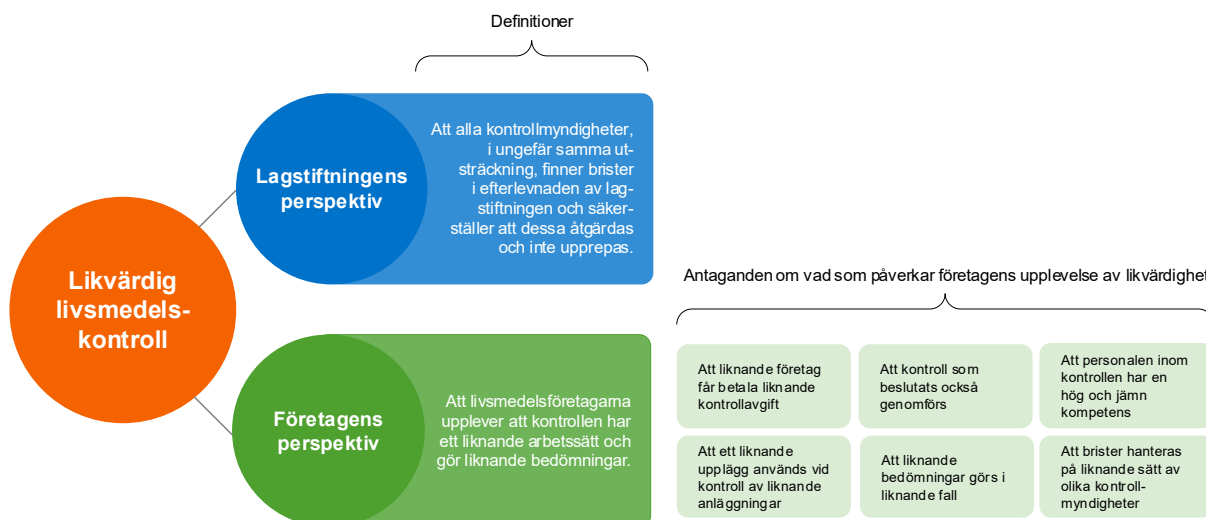 Definitioner
Att alla kontrollmyndigheter,
i ungefär samma ut-
sträckning, finner brister
i efterlevnaden av lag-
stiftningen och säker-
ställer att dessa åtgärdas
och inte upprepas.
Lagstiftningens
perspektiv
Likvärdig
livsmedels-
kontroll
Antaganden om vad som påverkar företagens upplevelse av likvärdighet
Företagens
perspektiv
Att livsmedelsföretagarna
upplever att kontrollen har
ett liknande arbetssätt och
gör liknande bedömningar.
Att liknande företag
får betala liknande
kontrollavgift
Att kontroll som
beslutats också
genomförs
Att personalen inom
kontrollen har en
hög och jämn
kompetens
Att ett liknande
upplägg används vid
kontroll av liknande
anläggningar
Att liknande
bedömningar görs i
liknande fall
Att brister hanteras
på liknande sätt av
olika kontroll-
myndigheter